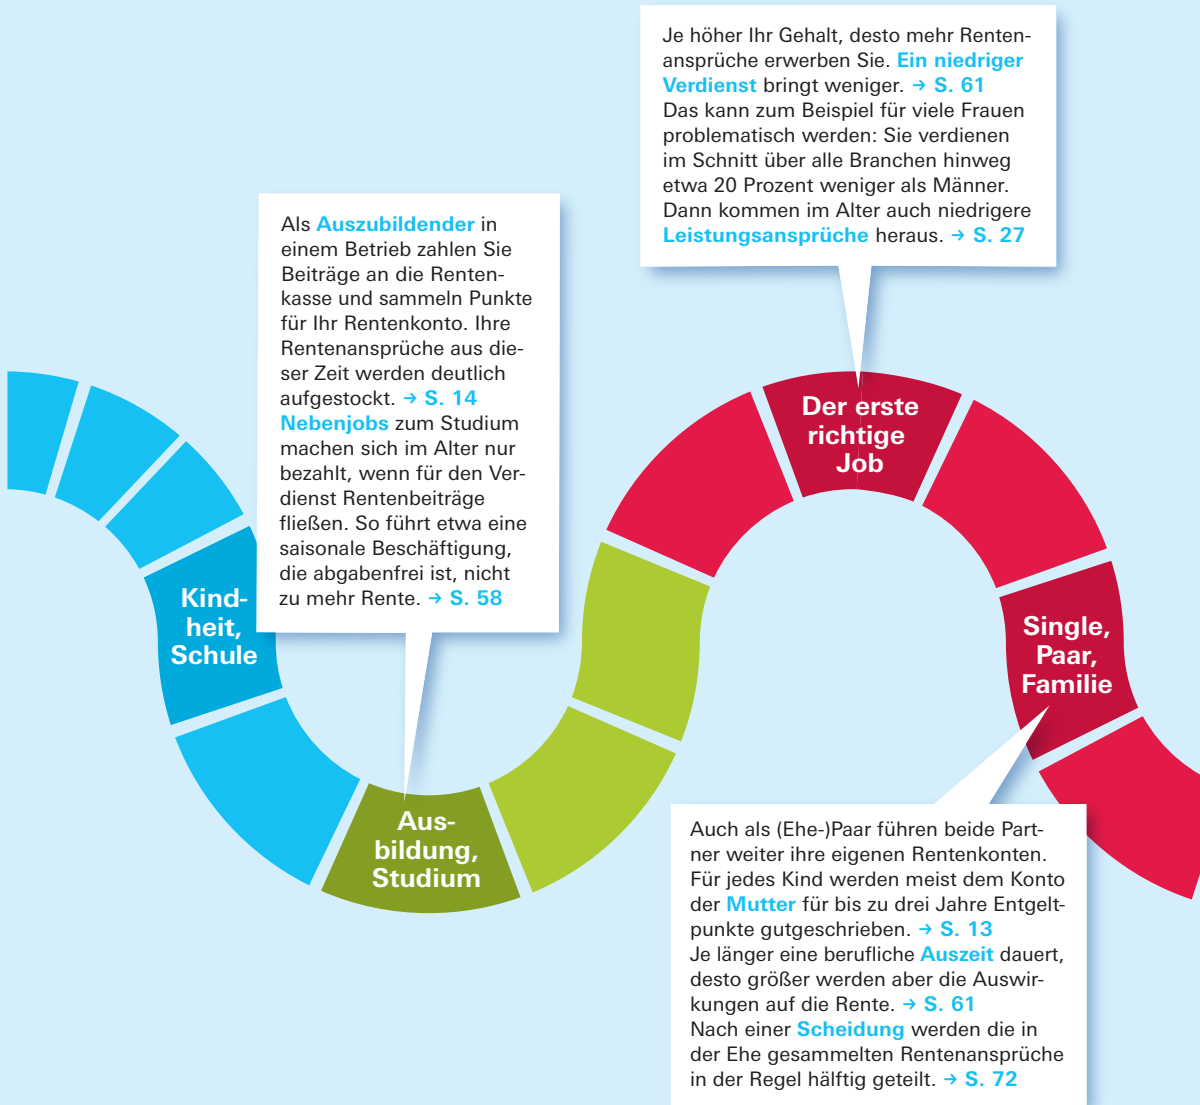 Je höher Ihr Gehalt, desto mehr Renten-
ansprüche erwerben Sie. Ein niedriger
Verdienst bringt weniger. → S. 61
Das kann zum Beispiel für viele Frauen
problematisch werden: Sie verdienen
im Schnitt über alle Branchen hinweg
etwa 20 Prozent weniger als Männer.
Dann kommen im Alter auch niedrigere
Leistungsansprüche heraus. → S. 27
Als Auszubildender in
einem Betrieb zahlen Sie
Beiträge an die Renten-
kasse und sammeln Punkte
für Ihr Rentenkonto. Ihre
Rentenansprüche aus die-
ser Zeit werden deutlich
aufgestockt. → S. 14
Nebenjobs zum Studium
machen sich im Alter nur
bezahlt, wenn für den Ver-
dienst Rentenbeiträge
fließen. So führt etwa eine
saisonale Beschäftigung,
die abgabenfrei ist, nicht
zu mehr Rente. → S. 58
Kind-
heit,
Schule
Aus-
bildung,
Studium
Der erste
richtige
Job
Single,
Paar,
Familie
Auch als (Ehe-)Paar führen beide Part-
ner weiter ihre eigenen Rentenkonten.
Für jedes Kind werden meist dem Konto
der Mutter für bis zu drei Jahre Entgelt-
punkte gutgeschrieben. → S. 13
Je länger eine berufliche Auszeit dauert,
desto größer werden aber die Auswir-
kungen auf die Rente. → S. 61
Nach einer Scheidung werden die in
der Ehe gesammelten Rentenansprüche
in der Regel hälftig geteilt. → S. 72